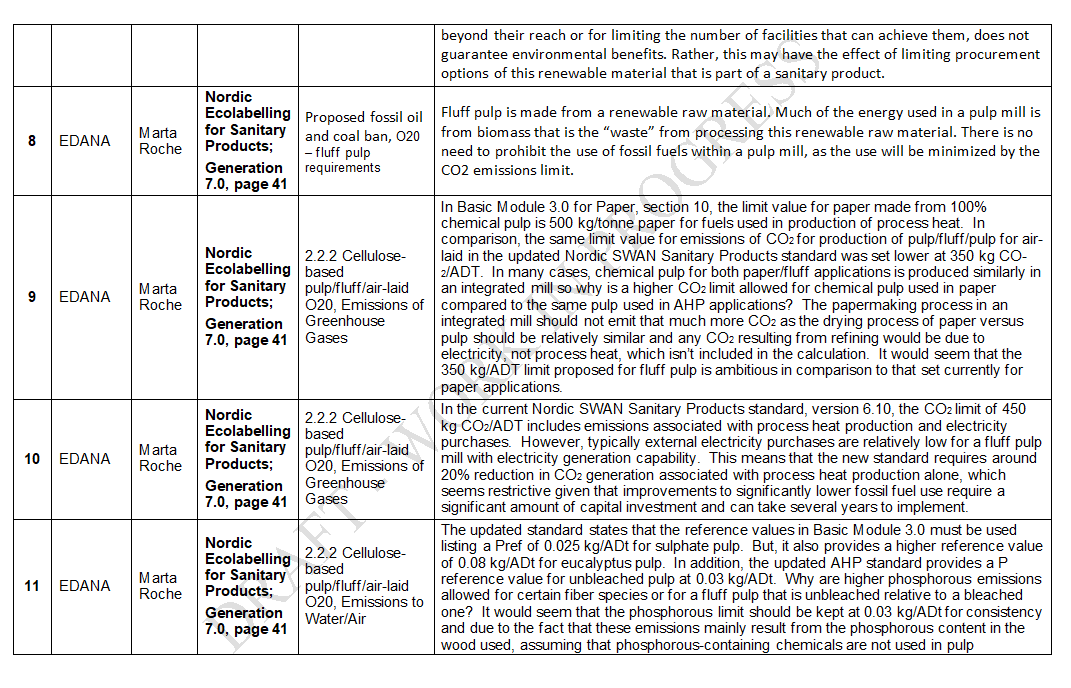 beyond their reach or for limiting the number of facilities that can achieve them, does not
guarantee environmental benefits. Rather, this may have the effect of limiting procurement
options of this renewable material that is part of a sanitary product.
8
EDANA
Marta
Roche
Nordic
Ecolabelling
for Sanitary
Products;
Generation
7.0, page 41
Proposed fossil oil
and coal ban, O20
– fluff pulp
requirements
Fluff pulp is made from a renewable raw material. Much of the energy used in a pulp mill is
from biomass that is the “waste” from processing this renewable raw material. There is no
need to prohibit the use of fossil fuels within a pulp mill, as the use will be minimized by the
CO2 emissions limit.
9
EDANA
Marta
Roche
Nordic
Ecolabelling
for Sanitary
Products;
Generation
7.0, page 41
2.2.2 Cellulose-
based
pulp/fluff/air-laid
O20, Emissions of
Greenhouse
Gases
In Basic Module 3.0 for Paper, section 10, the limit value for paper made from 100%
chemical pulp is 500 kg/tonne paper for fuels used in production of process heat. In
comparison, the same limit value for emissions of CO2 for production of pulp/fluff/pulp for air-
laid in the updated Nordic SWAN Sanitary Products standard was set lower at 350 kg CO-
2/ADT. In many cases, chemical pulp for both paper/fluff applications is produced similarly in
an integrated mill so why is a higher CO2 limit allowed for chemical pulp used in paper
compared to the same pulp used in AHP applications? The papermaking process in an
integrated mill should not emit that much more CO2 as the drying process of paper versus
pulp should be relatively similar and any CO2 resulting from refining would be due to
electricity, not process heat, which isn’t included in the calculation. It would seem that the
350 kg/ADT limit proposed for fluff pulp is ambitious in comparison to that set currently for
paper applications.
10
EDANA
Marta
Roche
Nordic
Ecolabelling
for Sanitary
Products;
Generation
7.0, page 41
2.2.2 Cellulose-
based
pulp/fluff/air-laid
O20, Emissions of
Greenhouse
Gases
In the current Nordic SWAN Sanitary Products standard, version 6.10, the CO2 limit of 450
kg CO2/ADT includes emissions associated with process heat production and electricity
purchases. However, typically external electricity purchases are relatively low for a fluff pulp
mill with electricity generation capability. This means that the new standard requires around
20% reduction in CO2 generation associated with process heat production alone, which
seems restrictive given that improvements to significantly lower fossil fuel use require a
significant amount of capital investment and can take several years to implement.
11
EDANA
Marta
Roche
Nordic
Ecolabelling
for Sanitary
Products;
Generation
7.0, page 41
2.2.2 Cellulose-
based
pulp/fluff/air-laid
O20, Emissions to
Water/Air
The updated standard states that the reference values in Basic Module 3.0 must be used
listing a Pref of 0.025 kg/ADt for sulphate pulp. But, it also provides a higher reference value
of 0.08 kg/ADt for eucalyptus pulp. In addition, the updated AHP standard provides a P
reference value for unbleached pulp at 0.03 kg/ADt. Why are higher phosphorous emissions
allowed for certain fiber species or for a fluff pulp that is unbleached relative to a bleached
one? It would seem that the phosphorous limit should be kept at 0.03 kg/ADt for consistency
and due to the fact that these emissions mainly result from the phosphorous content in the
wood used, assuming that phosphorous-containing chemicals are not used in pulp
DRAFT - WORK IN PROGRESS